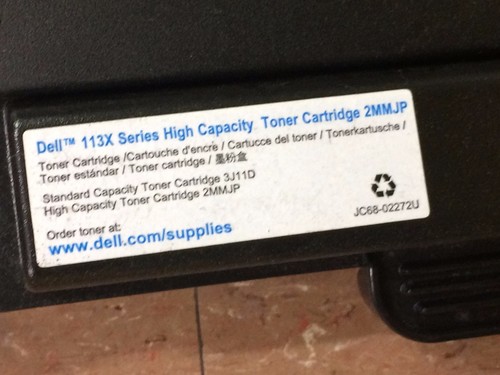 Dell™ 113X Series High Capacity Toner Cartridge 2MMJP
Toner Cartridge /Cartouche d'encre / Cartucce del toner / Tonerkartusche /
Toner estándar / Toner cartridge / 墨粉盒
Standard Capacity Toner Cartridge 3J11D
High Capacity Toner Cartridge 2MMJP
Order toner at:
www.dell.com/supplies
JC68-02272U